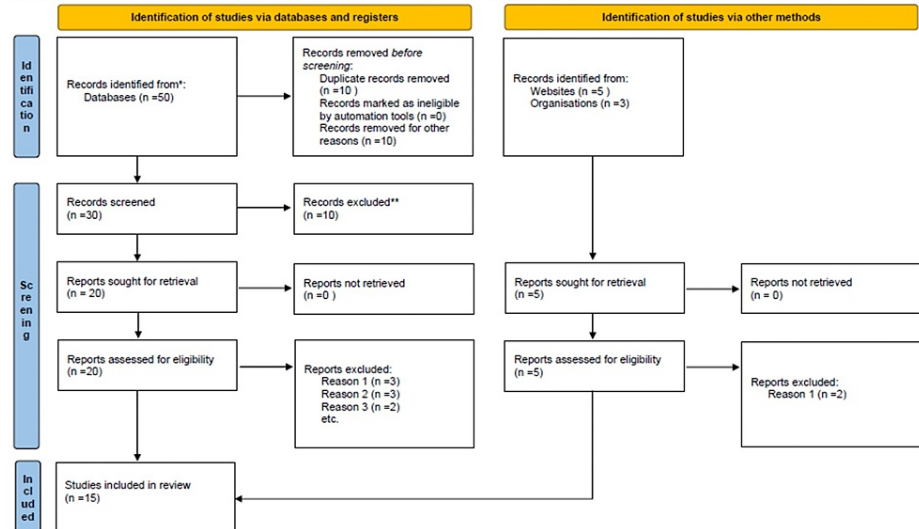 Identification of studies via databases and registers
Identification of studies via other methods
Id
entifi
catio
n
Records identified from*:
Databases (n =50)
Records removed before
screening:
Duplicate records removed
(n =10 )
Records marked as ineligible
by automation tools (n =0)
Records removed for other
reasons (n =10)
Records identified from:
Websites (n =5 )
Organisations (n =3)
Sc
re
en
in
g
Records screened
(n =30)
Records excluded**
(n =10)
Reports sought for retrieval
(n = 20)
Reports not retrieved
(n =0 )
Reports sought for retrieval
(n =5)
Reports not retrieved
(n = 0)
Reports assessed for eligibility
(n =20)
Reports excluded:
Reason 1 (n =3)
Reason 2 (n =3)
Reason 3 (n =2)
etc.
Reports assessed for eligibility
(n =5)
Reports excluded:
Reason 1 (n =2)
In
cl
ud
ed
Studies included in review
(n =15)